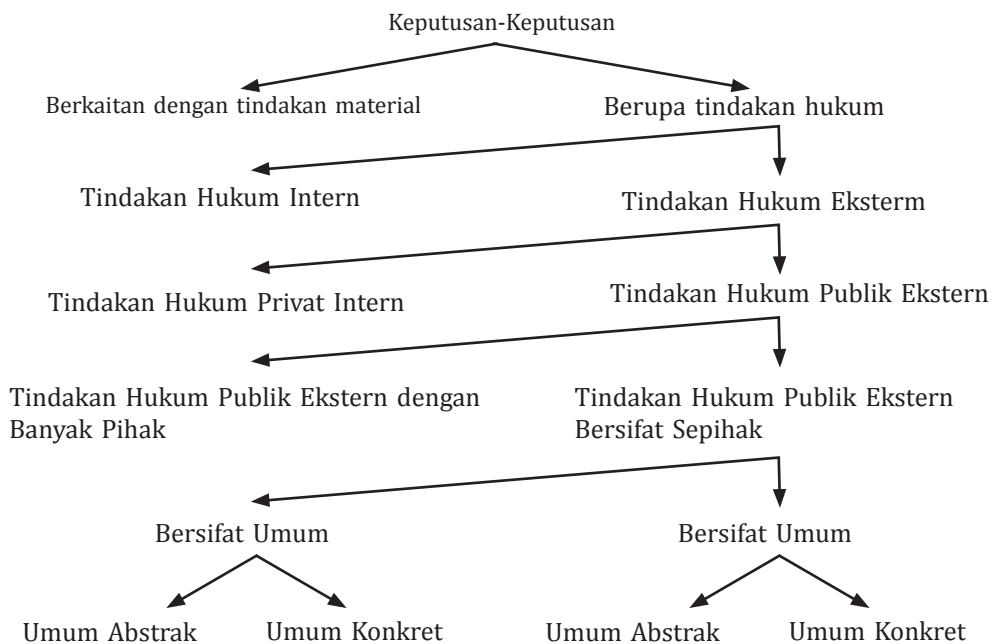 Keputusan-Keputusan
Berkaitan dengan tindakan material
Berupa tindakan hukum
Tindakan Hukum Intern
Tindakan Hukum Eksterm
Tindakan Hukum Privat Intern
Tindakan Hukum Publik Ekstern
Tindakan Hukum Publik Ekstern dengan
Banyak Pihak
Tindakan Hukum Publik Ekstern
Bersifat Sepihak
Bersifat Umum
Bersifat Umum
Umum Abstrak
Umum Konkret
Umum Abstrak
Umum Konkret